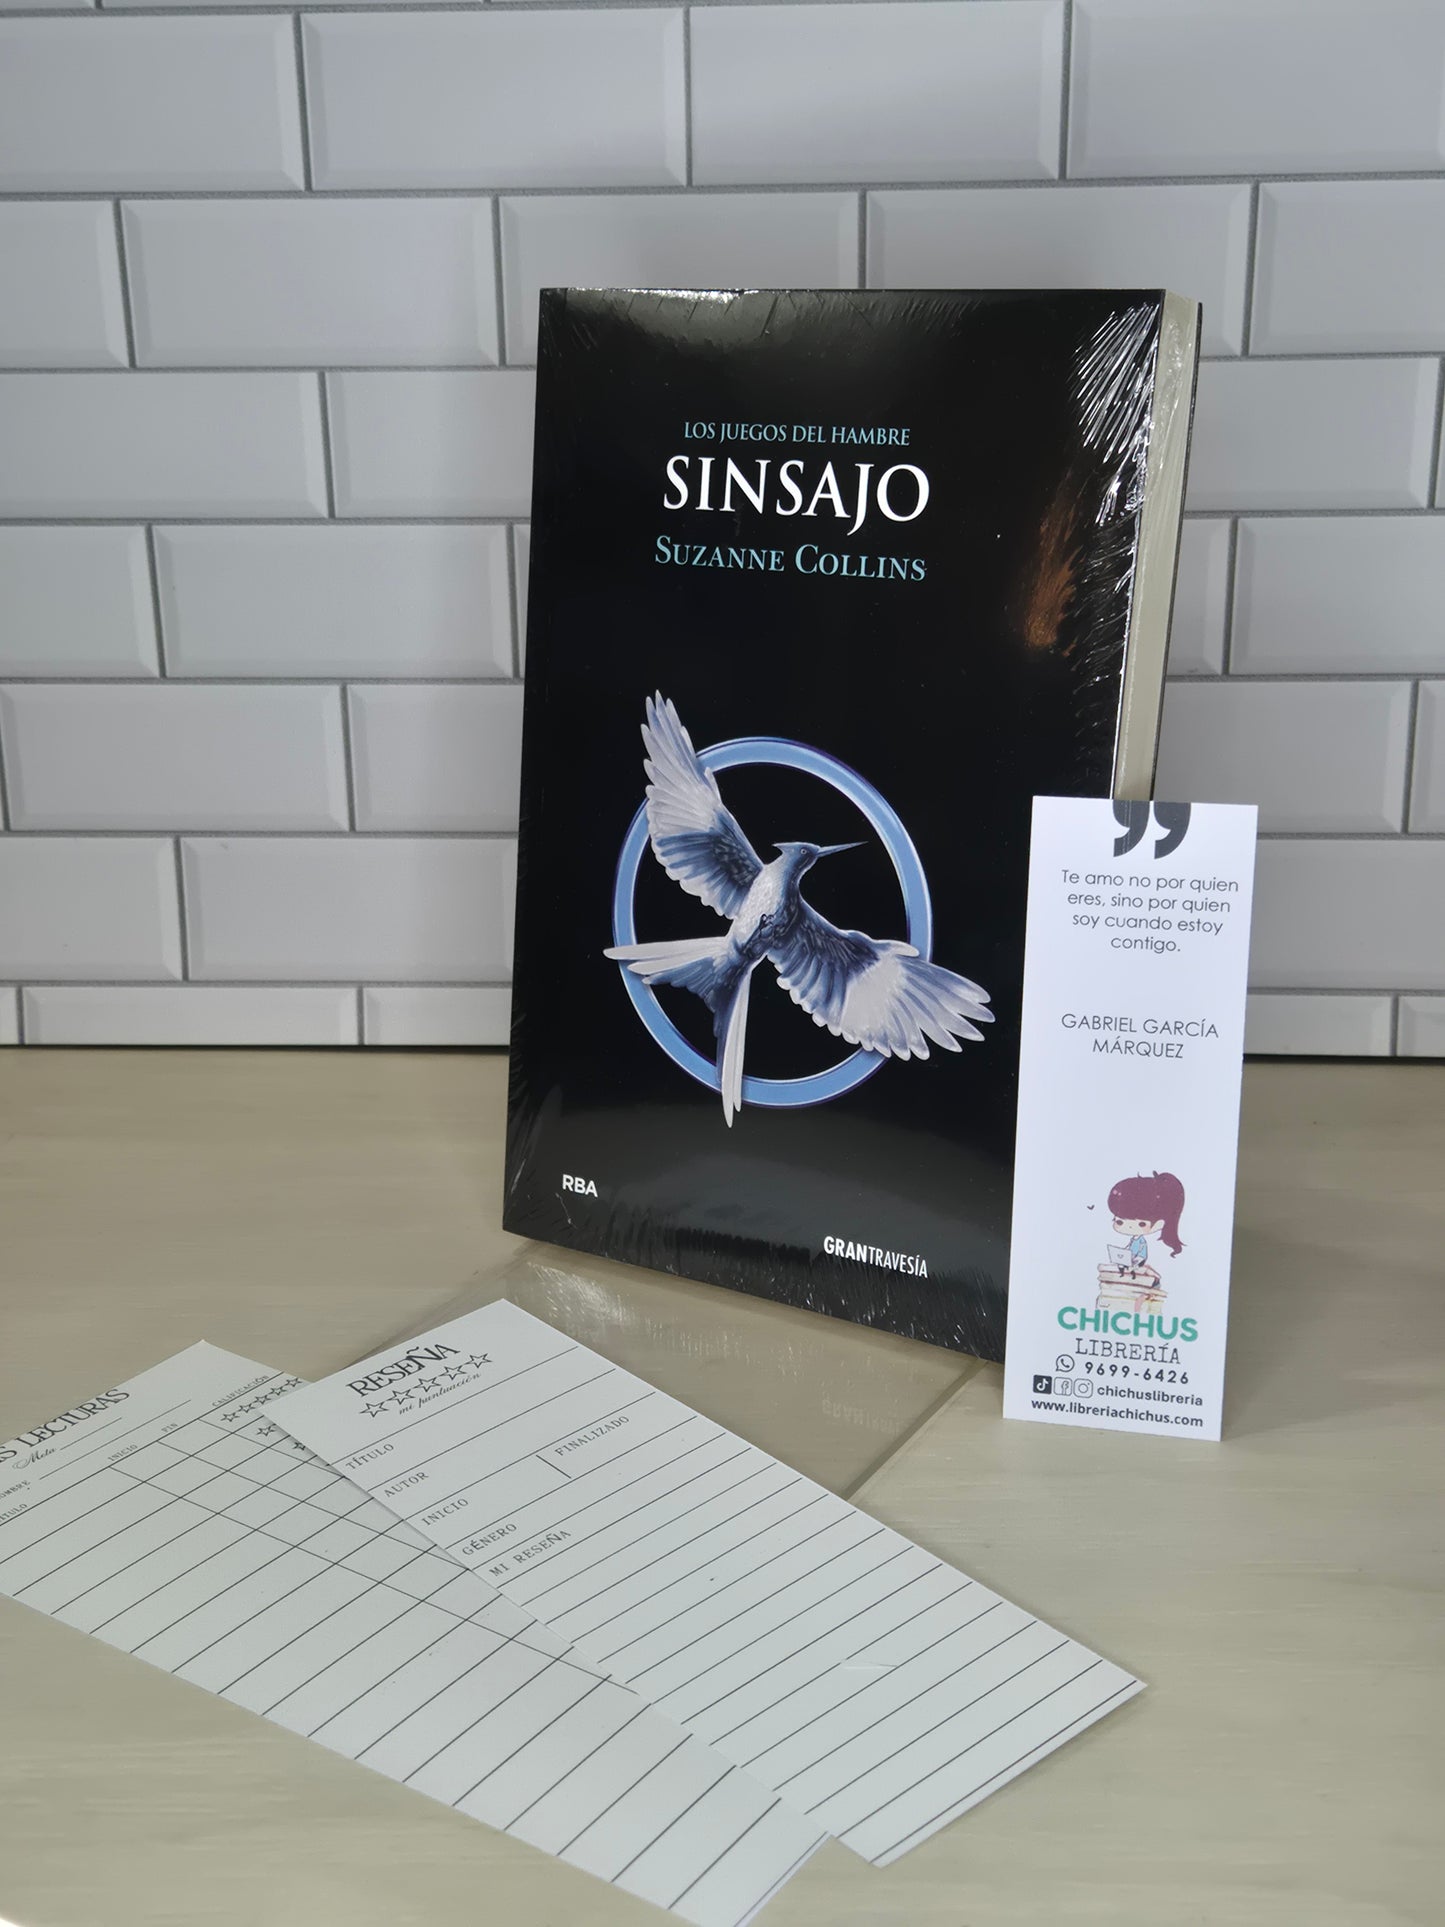 LOS JUEGOS DEL HAMBRE
SINSAJO
SUZANNE COLLINS
RBA
GRANTRAVESÍA
”
Te amo no por quien
eres, sino por quien
soy cuando estoy
contigo.
GABRIEL GARCÍA
MÁRQUEZ
CHICHUS
LIBRERÍA
9699-6426
chichuslibreria
www.libreriachichus.com
RESEÑA
mi puntuación
TÍTULO
AUTOR
INICIO FINALIZADO
GÉNERO
MI RESEÑA
LECTURAS
Meta
INICIO FIN CALIFICACIÓN